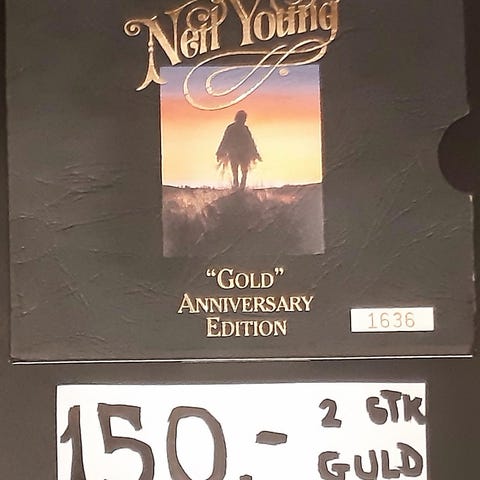 Neil Young
“GOLD”
ANNIVERSARY
EDITION
1636
150.-
2 STK
GULD